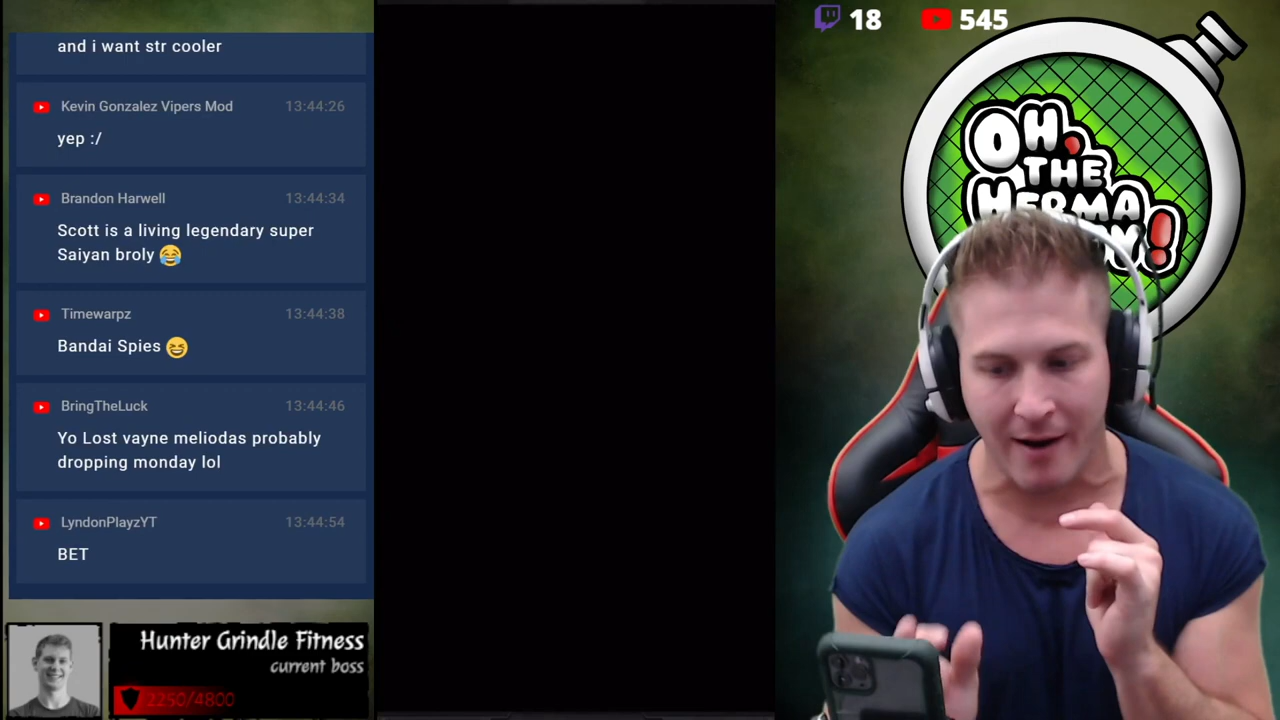 and i want str cooler
Kevin Gonzalez Vipers Mod 13:44:26
yep :/
Brandon Harwell 13:44:34
Scott is a living legendary super
Saiyan broly 😂
Timewarpz 13:44:38
Bandai Spies 😆
BringTheLuck 13:44:46
Yo Lost vayne meliodas probably
dropping monday lol
LyndonPlayzYT 13:44:54
BET
Hunter Grindle Fitness
current boss
2250/4800
18 545
OH,
THE